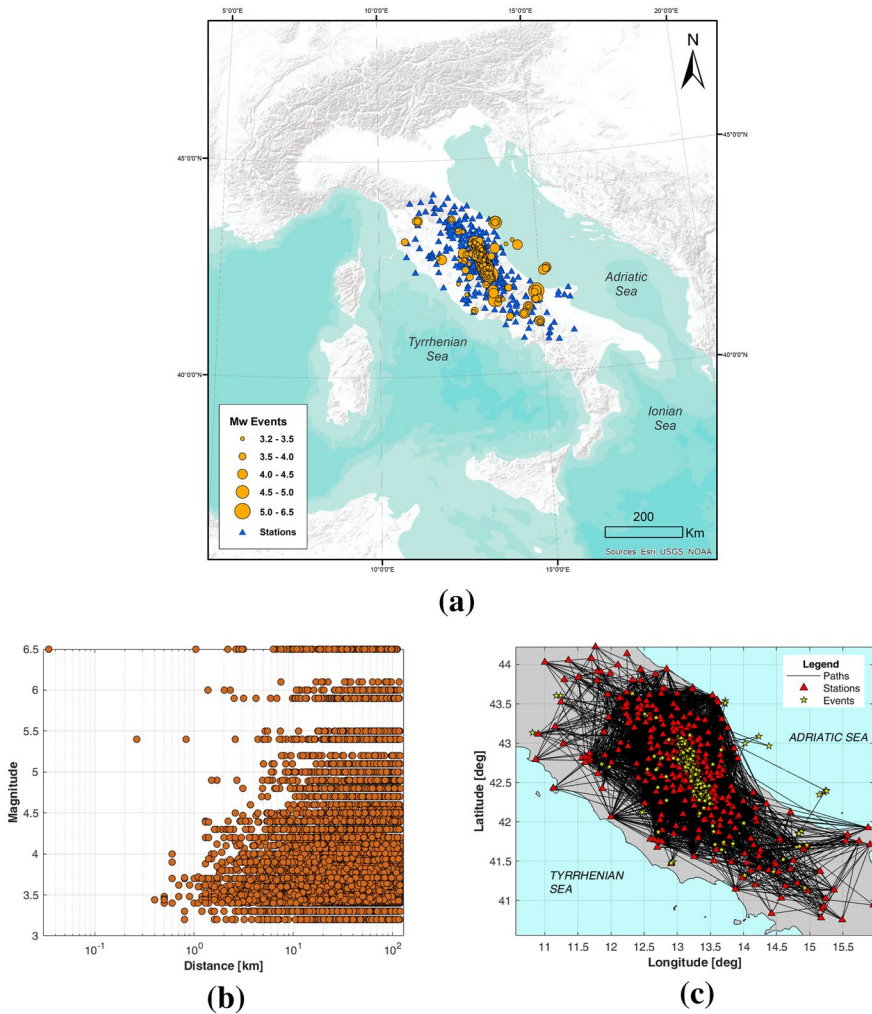 5°0'0"E 10°0'0"E 15°0'0"E 20°0'0"E
N
45°0'0"N
45°0'0"N
Adriatic
Sea
Tyrrhenian
Sea
40°0'0"N
40°0'0"N
Ionian
Sea
Mw Events
3.2 - 3.5
3.5 - 4.0
4.0 - 4.5
4.5 - 5.0
5.0 - 6.5
Stations
200
Km
Sources: Esri, USGS, NOAA
10°0'0"E 15°0'0"E
(a)
6.5
6
5.5
5
4.5
4
3.5
3
Magnitude
10-1 100 101 102
Distance [km]
(b)
44
43.5
43
42.5
42
41.5
41
Latitude [deg]
Legend
Paths
Stations
Events
ADRIATIC SEA
TYRRHENIAN
SEA
11 11.5 12 12.5 13 13.5 14 14.5 15 15.5
Longitude [deg]
(c)